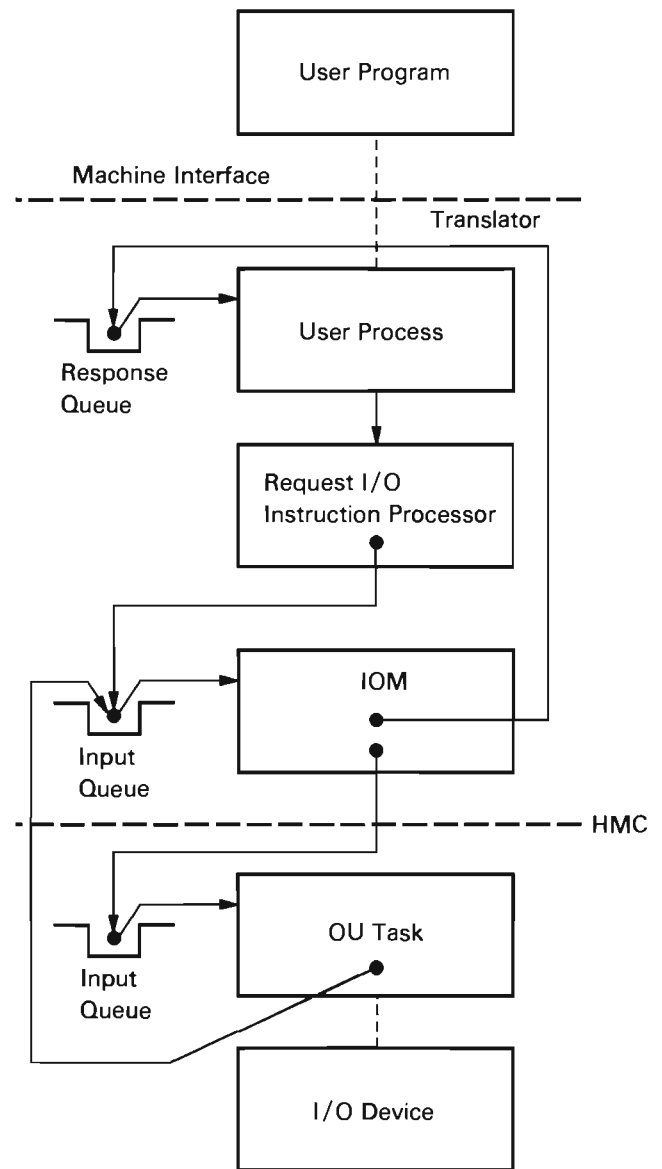 User Program
Machine Interface
Translator
User Process
Response
Queue
Request I/O
Instruction Processor
IOM
Input
Queue
HMC
OU Task
Input
Queue
I/O Device